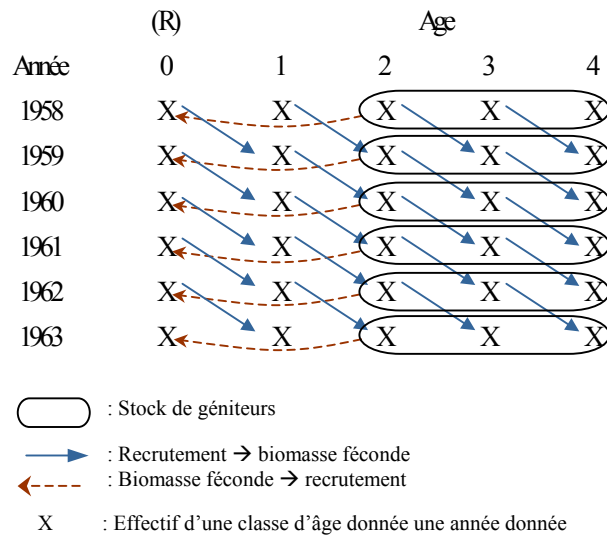 (R) Age
Année 0 1 2 3 4
1958 X X X X X
1959 X X X X X
1960 X X X X X
1961 X X X X X
1962 X X X X X
1963 X X X X X
: Stock de géniteurs
: Recrutement → biomasse féconde
: Biomasse féconde → recrutement
X : Effectif d'une classe d'âge donnée une année donnée